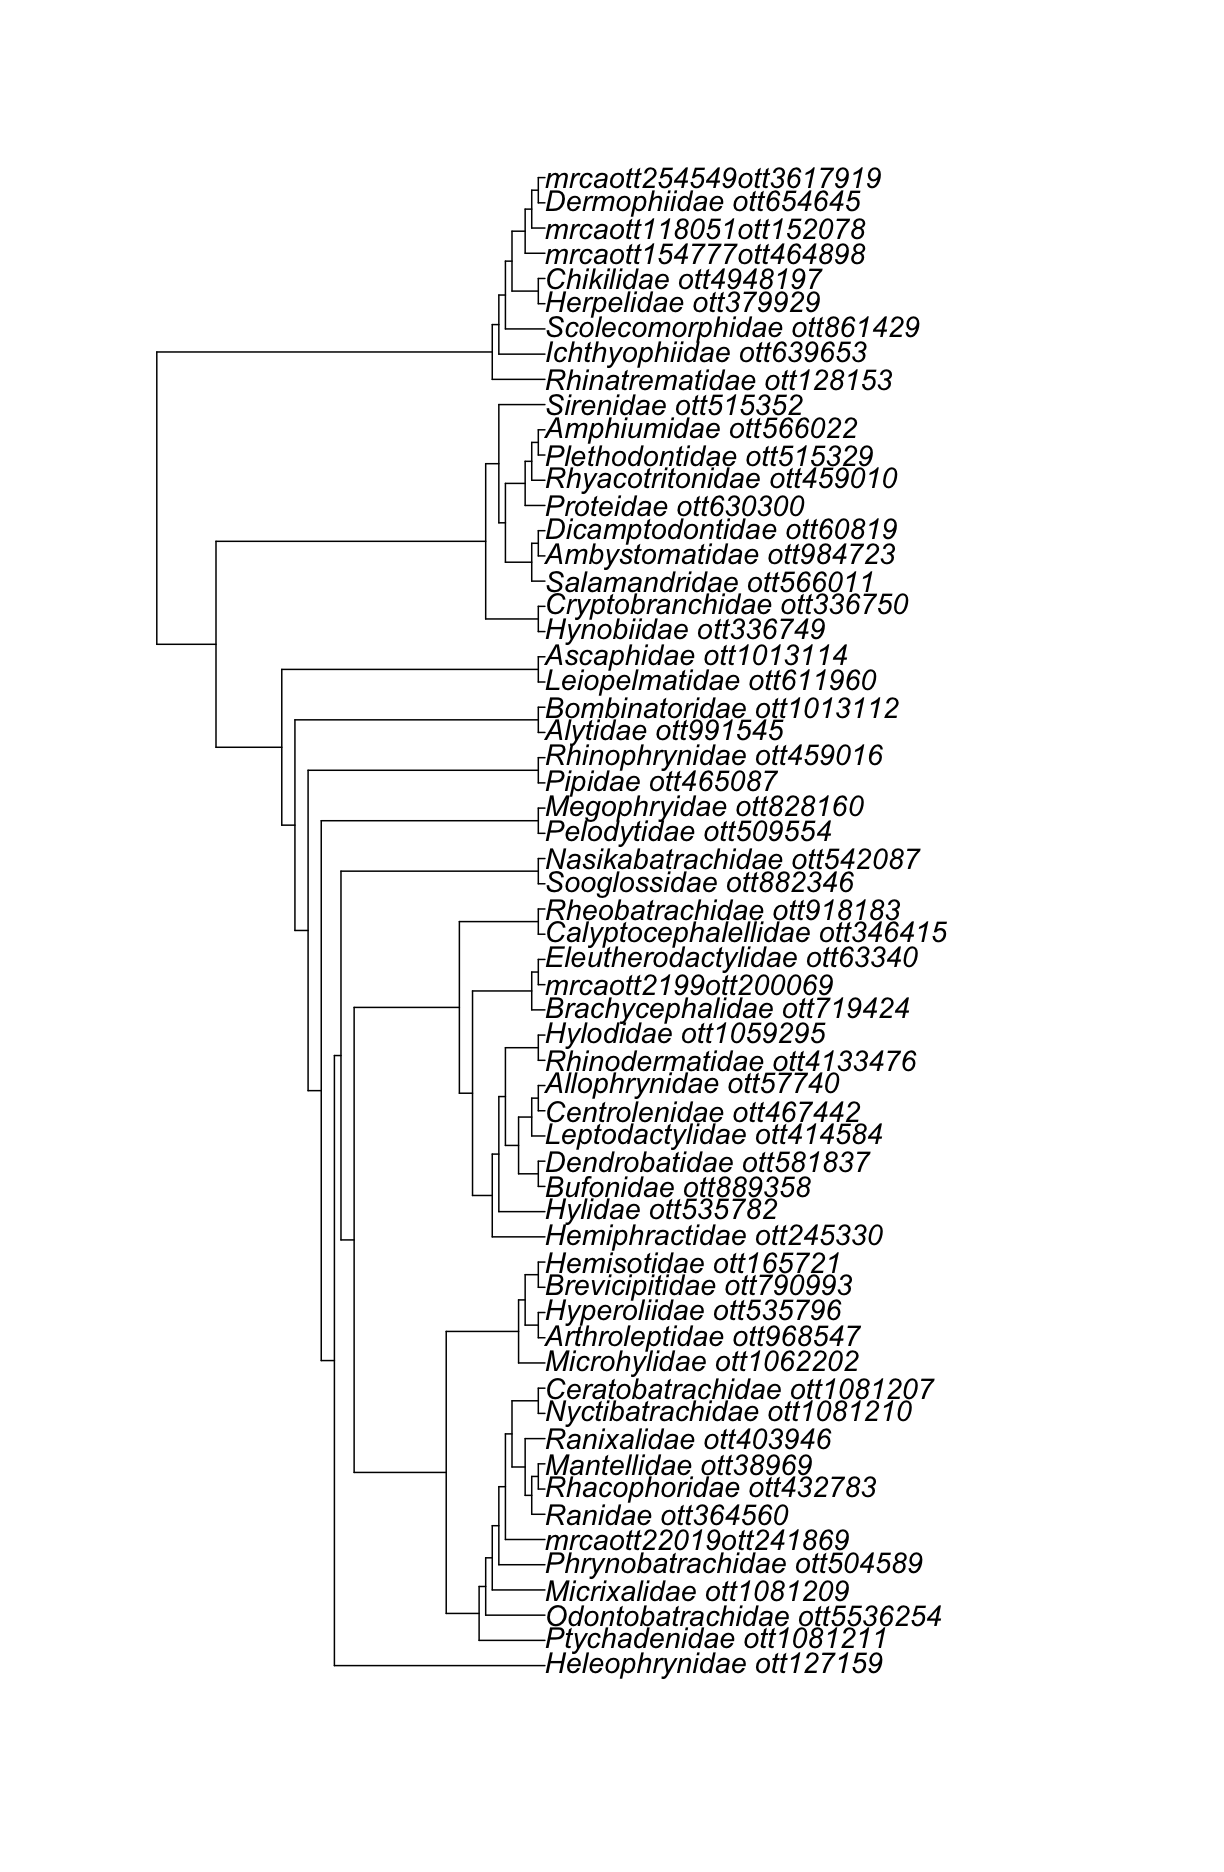 mrcaott254549ott3617919
Dermophiidae ott654645
mrcaott118051ott152078
mrcaott154777ott464898
Chikilidae ott4948197
Herpelidae ott379929
Scolecomorphidae ott861429
Ichthyophiidae ott639653
Rhinatrematidae ott128153
Sirenidae ott515352
Amphiumidae ott566022
Plethodontidae ott515329
Rhyacotritonidae ott459010
Proteidae ott630300
Dicamptodontidae ott60819
Ambystomatidae ott984723
Salamandridae ott566011
Cryptobranchidae ott336750
Hynobiidae ott336749
Ascaphidae ott1013114
Leiopelmatidae ott611960
Bombinatoridae ott1013112
Alytidae ott991545
Rhinophrynidae ott459016
Pipidae ott465087
Megophryidae ott828160
Pelodytidae ott509554
Nasikabatrachidae ott542087
Sooglossidae ott882346
Rheobatrachidae ott918183
Calyptocephalellidae ott346415
Eleutherodactylidae ott63340
mrcaott2199ott200069
Brachycephalidae ott719424
Hylodidae ott1059295
Rhinodermatidae ott4133476
Allophrynidae ott57740
Centrolenidae ott467442
Leptodactylidae ott414584
Dendrobatidae ott581837
Bufonidae ott889358
Hylidae ott535782
Hemiphractidae ott245330
Hemisotidae ott165721
Brevicipitidae ott790993
Hyperoliidae ott535796
Arthroleptidae ott968547
Microhylidae ott1062202
Ceratobatrachidae ott1081207
Nyctibatrachidae ott1081210
Ranixalidae ott403946
Mantellidae ott38969
Rhacophoridae ott432783
Ranidae ott364560
mrcaott22019ott241869
Phrynobatrachidae ott504589
Micrixalidae ott1081209
Odontobatrachidae ott5536254
Ptychadenidae ott1081211
Heleophrynidae ott127159